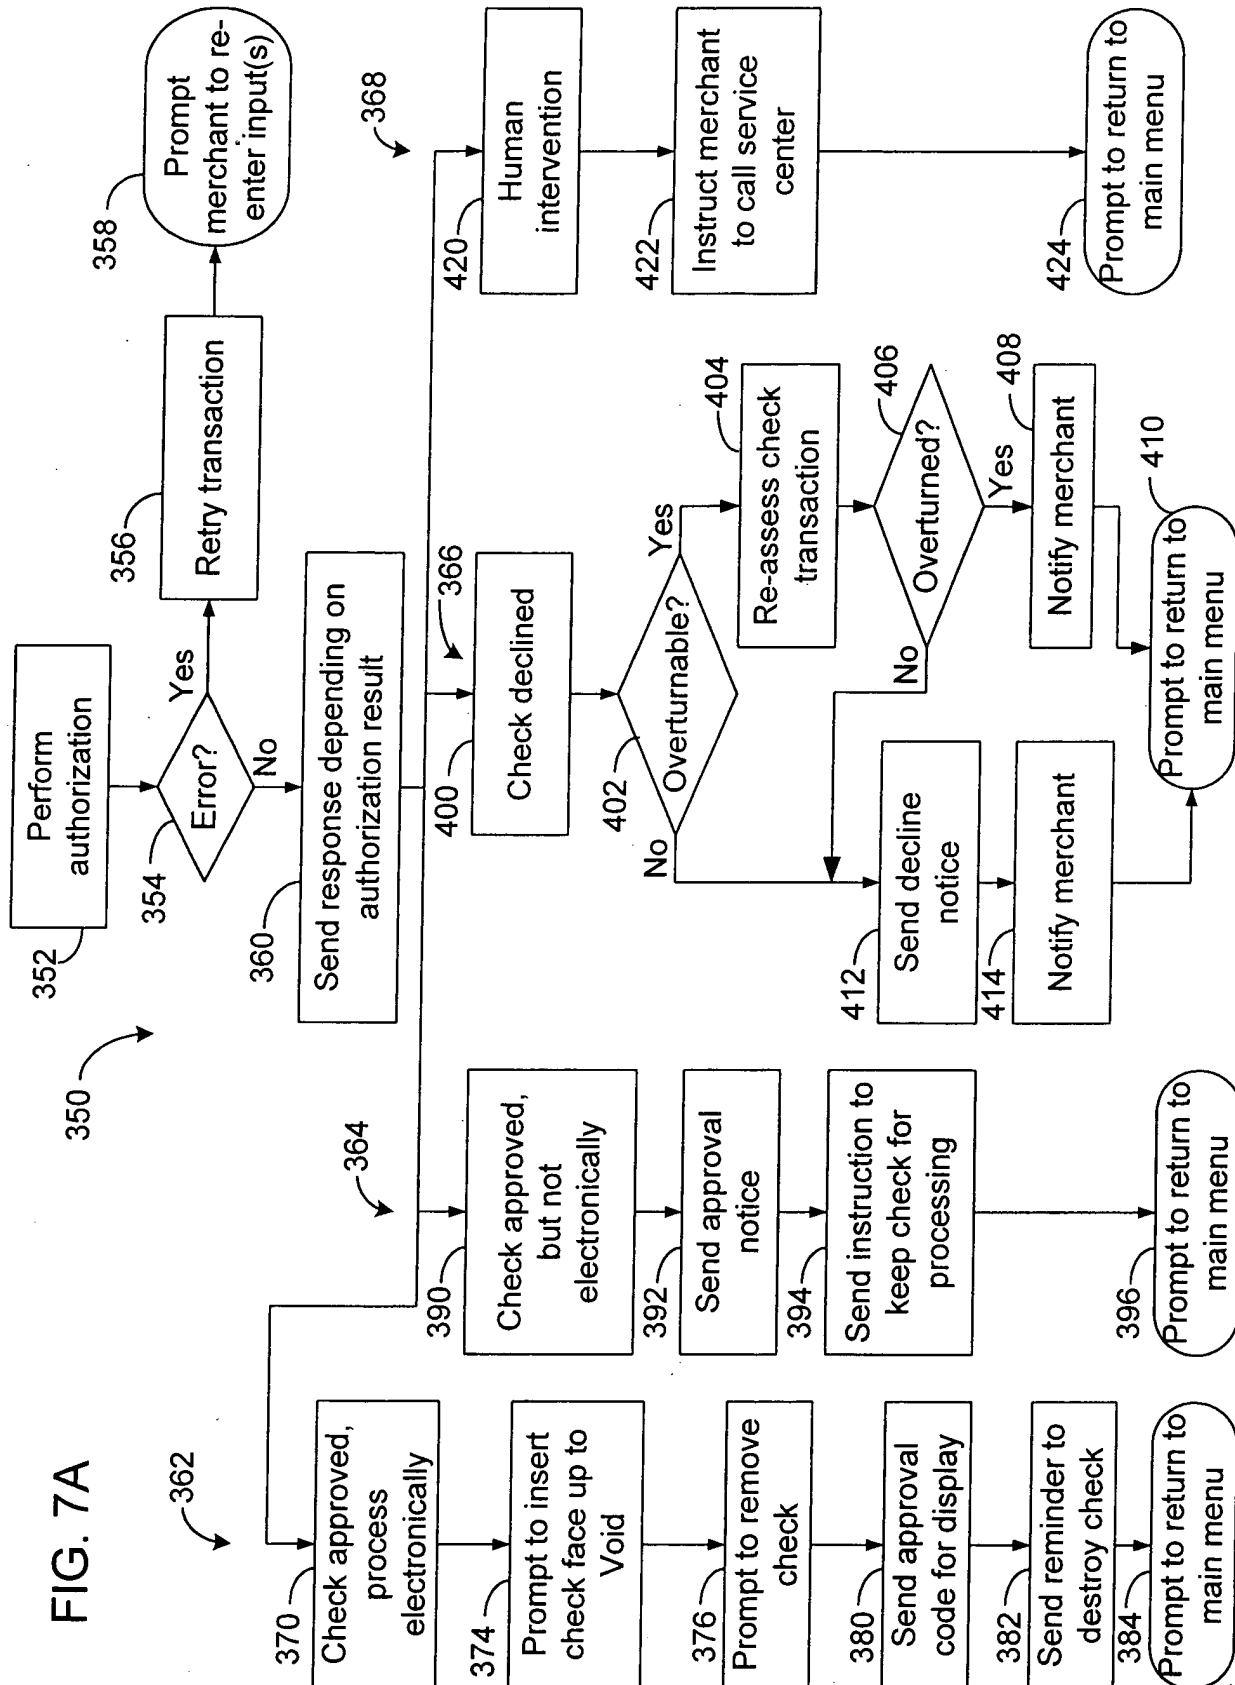 FIG. 7A
350
352
Perform
authorization
354
Error?
Yes
No
356
Retry transaction
358
Prompt
merchant to re-
enter input(s)
360
Send response depending on
authorization result
362
370
Check approved,
process
electronically
374
Prompt to insert
check face up to
Void
376
Prompt to remove
check
380
Send approval
code for display
382
Send reminder to
destroy check
384
Prompt to return to
main menu
364
390
Check approved,
but not
electronically
392
Send approval
notice
394
Send instruction to
keep check for
processing
396
Prompt to return to
main menu
366
400
Check declined
402
Overturnable?
No
Yes
404
Re-assess check
transaction
406
Overturned?
No
Yes
408
Notify merchant
410
Prompt to return to
main menu
412
Send decline
notice
414
Notify merchant
368
420
Human
intervention
422
Instruct merchant
to call service
center
424
Prompt to return to
main menu